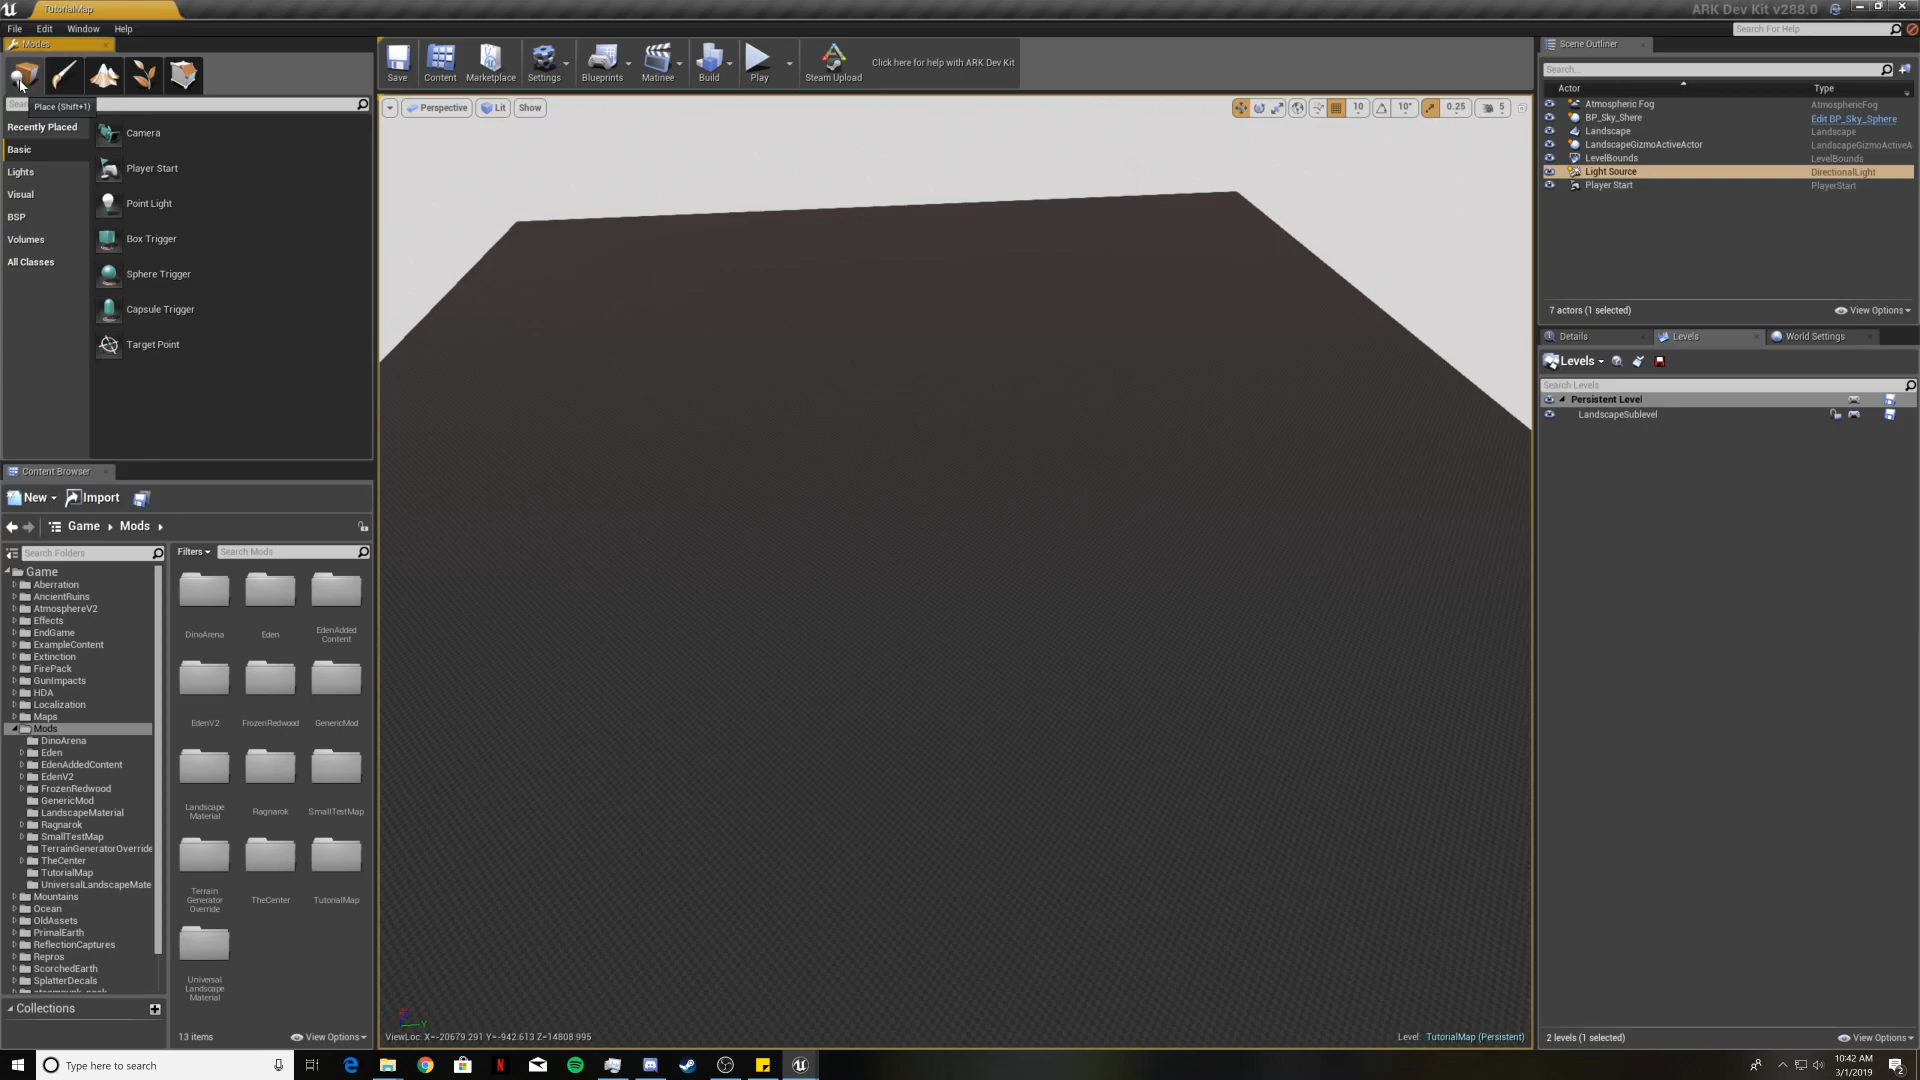 TutorialMap
ARK Dev Kit v288.0
File Edit Window Help
Search For Help
Modes
Place (Shift+1)
Recently Placed
Basic
Lights
Visual
BSP
Volumes
All Classes
Camera
Player Start
Point Light
Box Trigger
Sphere Trigger
Capsule Trigger
Target Point
Save
Content
Marketplace
Settings
Blueprints
Matinee
Build
Play
Steam Upload
Click here for help with ARK Dev Kit
Perspective
Lit
Show
10
10°
0.25
5
Scene Outliner
Search...
Actor Type
Atmospheric Fog AtmosphericFog
BP_Sky_Shere Edit BP_Sky_Sphere
Landscape Landscape
LandscapeGizmoActiveActor LandscapeGizmoActiveA
LevelBounds LevelBounds
Light Source DirectionalLight
Player Start PlayerStart
7 actors (1 selected)
View Options
Details
Levels
World Settings
Levels
Search Levels
Persistent Level
LandscapeSublevel
2 levels (1 selected)
View Options
Content Browser
New
Import
Game
Mods
Search Folders
Filters
Search Mods
Game
Aberration
AncientRuins
AtmosphereV2
Effects
EndGame
ExampleContent
Extinction
FirePack
GunImpacts
HDA
Localization
Maps
Mods
DinoArena
Eden
EdenAddedContent
EdenV2
FrozenRedwood
GenericMod
LandscapeMaterial
Ragnarok
SmallTestMap
TerrainGeneratorOverride
TheCenter
TutorialMap
UniversalLandscapeMate
Mountains
Ocean
OldAssets
PrimalEarth
ReflectionCaptures
Repros
ScorchedEarth
SplatterDecals
Collections
DinoArena
Eden
EdenAdded
Content
EdenV2
FrozenRedwood
GenericMod
Landscape
Material
Ragnarok
SmallTestMap
Terrain
Generator
Override
TheCenter
TutorialMap
Universal
Landscape
Material
13 items
View Options
ViewLoc: X=-20679.291 Y=-942.613 Z=14808.995
Level: TutorialMap (Persistent)
Type here to search
10:42 AM
3/1/2019